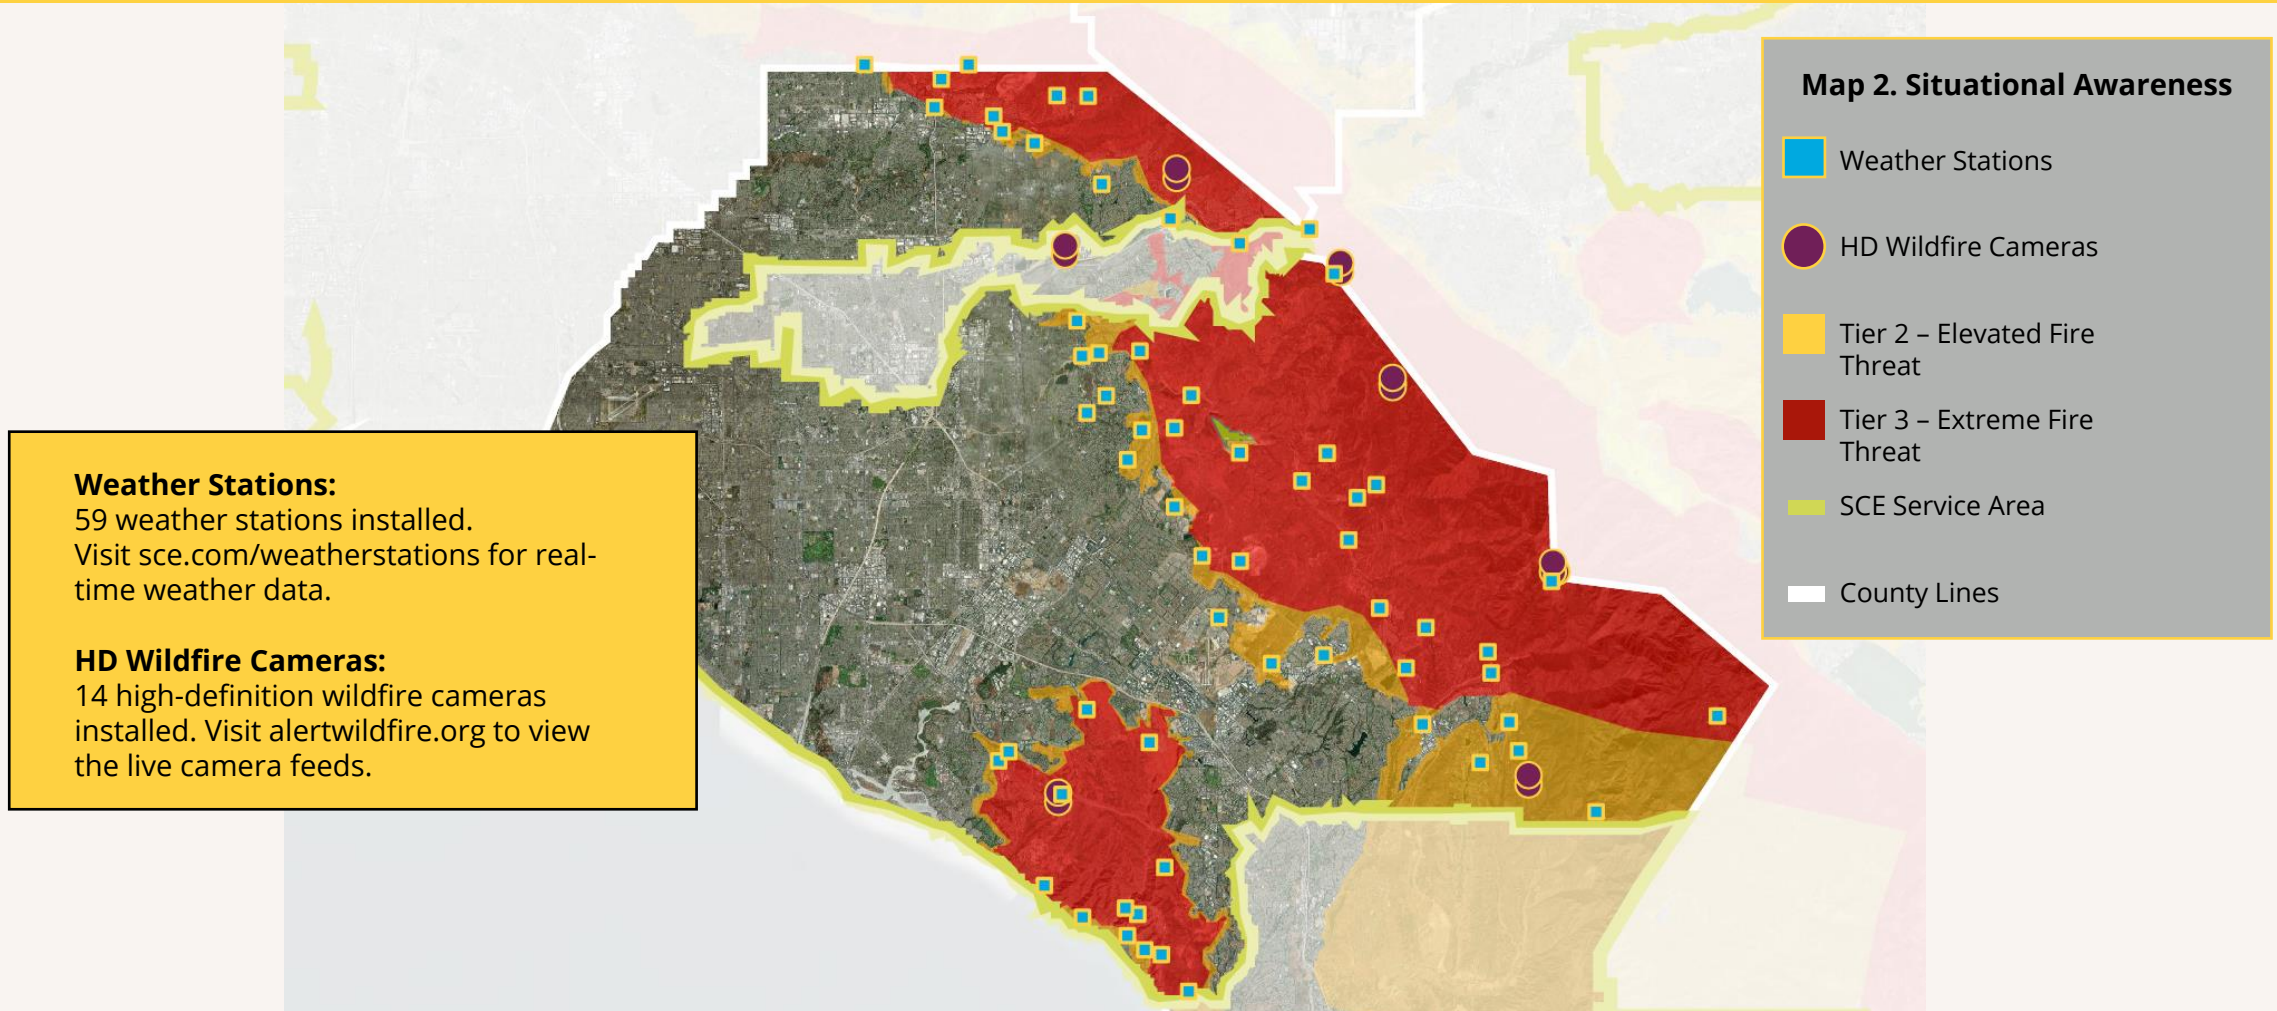 Map 2. Situational Awareness
Weather Stations
HD Wildfire Cameras
Tier 2 – Elevated Fire
Threat
Tier 3 – Extreme Fire
Threat
SCE Service Area
County Lines
Weather Stations:
59 weather stations installed.
Visit sce.com/weatherstations for real-
time weather data.
HD Wildfire Cameras:
14 high-definition wildfire cameras
installed. Visit alertwildfire.org to view
the live camera feeds.